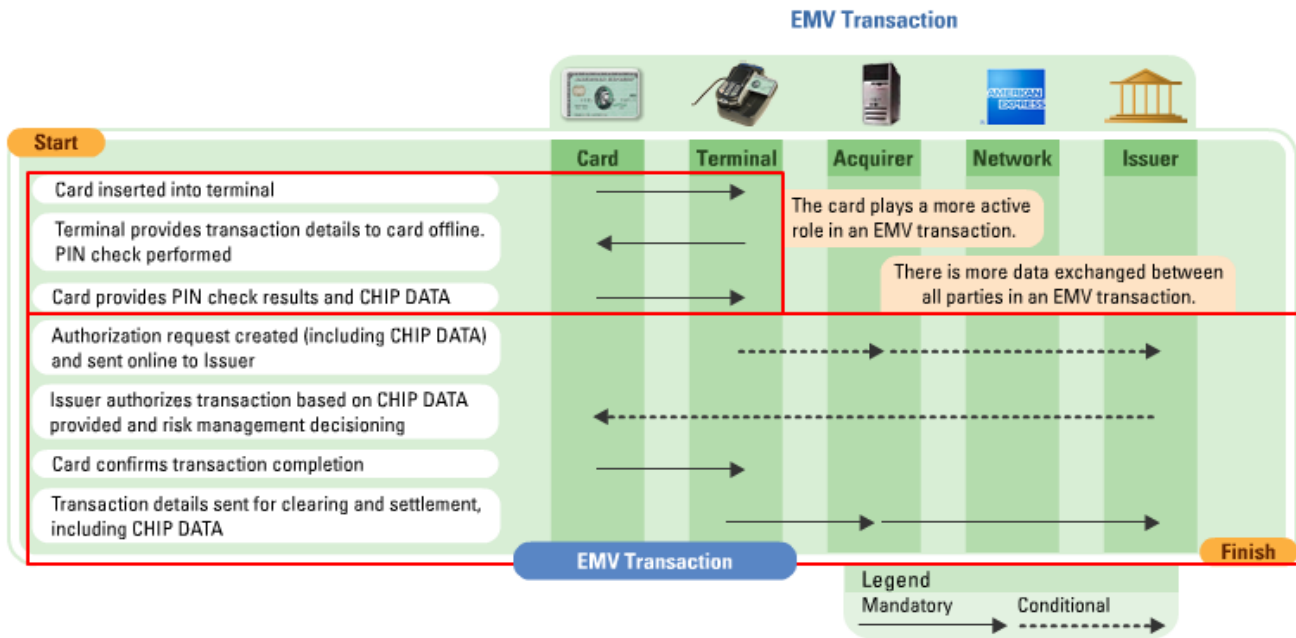 EMV Transaction
AMERICAN
EXPRESS
®
Start
Card
Terminal
Acquirer
Network
Issuer
Card inserted into terminal
The card plays a more active
role in an EMV transaction.
Terminal provides transaction details to card offline.
PIN check performed
There is more data exchanged between
all parties in an EMV transaction.
Card provides PIN check results and CHIP DATA
Authorization request created (including CHIP DATA)
and sent online to Issuer
Issuer authorizes transaction based on CHIP DATA
provided and risk management decisioning
Card confirms transaction completion
Transaction details sent for clearing and settlement,
including CHIP DATA
EMV Transaction
Finish
Legend
Mandatory
Conditional